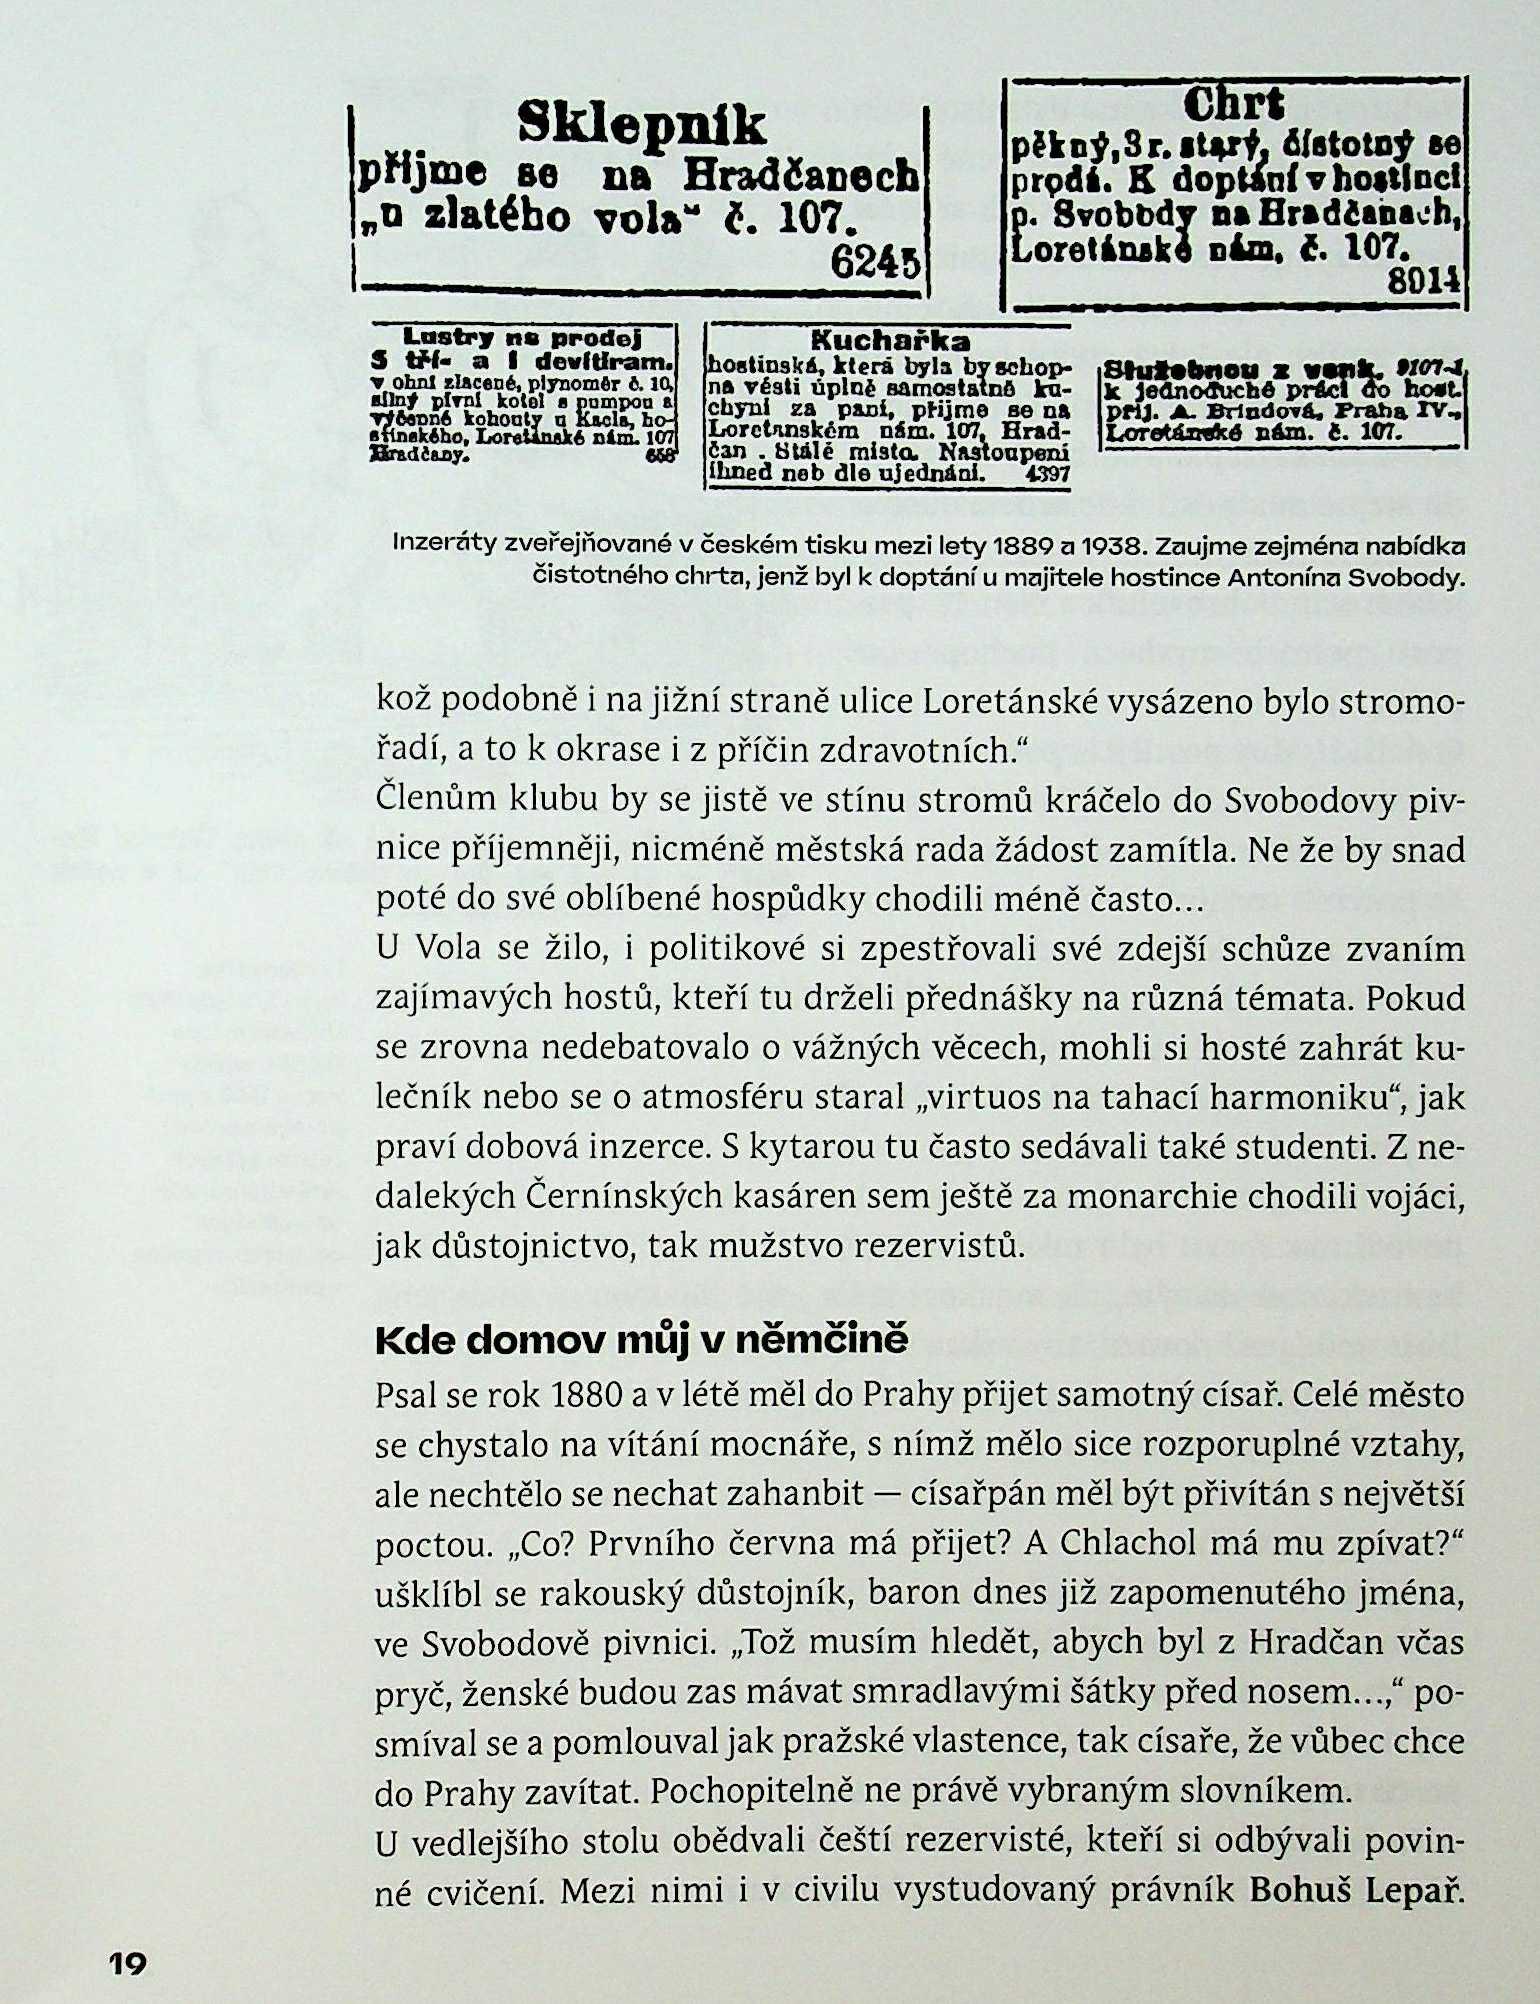 Sklepník
přijme se na Hradčanech
„u zlatého vola“ č. 107.
6245
Chrt
pěkný, 3 r. starý, čistotný se
prodá. K doptání v hostinci
p. Svobody na Hradčanach,
Loretánské nám. č. 107.
8014
Lustry na prodej
S tří- a 1 devítiram.
v ohni zlacené, plynoměr č. 10,
silný pivní kotel s pumpou a
výčepné kohouty u Kacla, ho-
stinského, Loretánské nám. 107
Hradčany. 658
Kuchařka
hostinská, která byla by schop-
na vésti úplně samostatně ku-
chyni za paní, přijme se na
Loretanském nám. 107, Hrad-
čan . Stálé místo. Nastoupení
ihned neb dle ujednání. 4397
Služebnou z venk. 9107-1
k jednoduché práci do host.
přij. A. Brindová, Praha IV.,
Loretánské nám. č. 107.
Inzeráty zveřejňované v českém tisku mezi lety 1889 a 1938. Zaujme zejména nabídka
čistotného chrta, jenž byl k doptání u majitele hostince Antonína Svobody.
kož podobně i na jižní straně ulice Loretánské vysázeno bylo stromo-
řadí, a to k okrase i z příčin zdravotních.“
Členům klubu by se jistě ve stínu stromů kráčelo do Svobodovy piv-
nice příjemněji, nicméně městská rada žádost zamítla. Ne že by snad
poté do své oblíbené hospůdky chodili méně často…
U Vola se žilo, i politikové si zpestřovali své zdejší schůze zvaním
zajímavých hostů, kteří tu drželi přednášky na různá témata. Pokud
se zrovna nedebatovalo o vážných věcech, mohli si hosté zahrát ku-
lečník nebo se o atmosféru staral „virtuos na tahací harmoniku“, jak
praví dobová inzerce. S kytarou tu často sedávali také studenti. Z ne-
dalekých Černínských kasáren sem ještě za monarchie chodili vojáci,
jak důstojnictvo, tak mužstvo rezervistů.
Kde domov můj v němčině
Psal se rok 1880 a v létě měl do Prahy přijet samotný císař. Celé město
se chystalo na vítání mocnáře, s nímž mělo sice rozporuplné vztahy,
ale nechtělo se nechat zahanbit — císařpán měl být přivítán s největší
poctou. „Co? Prvního června má přijet? A Chlachol má mu zpívat?“
ušklíbl se rakouský důstojník, baron dnes již zapomenutého jména,
ve Svobodově pivnici. „Tož musím hledět, abych byl z Hradčan včas
pryč, ženské budou zas mávat smradlavými šátky před nosem…,“ po-
smíval se a pomlouval jak pražské vlastence, tak císaře, že vůbec chce
do Prahy zavítat. Pochopitelně ne právě vybraným slovníkem.
U vedlejšího stolu obědvali čeští rezervisté, kteří si odbývali povin-
né cvičení. Mezi nimi i v civilu vystudovaný právník Bohuš Lepař.
19